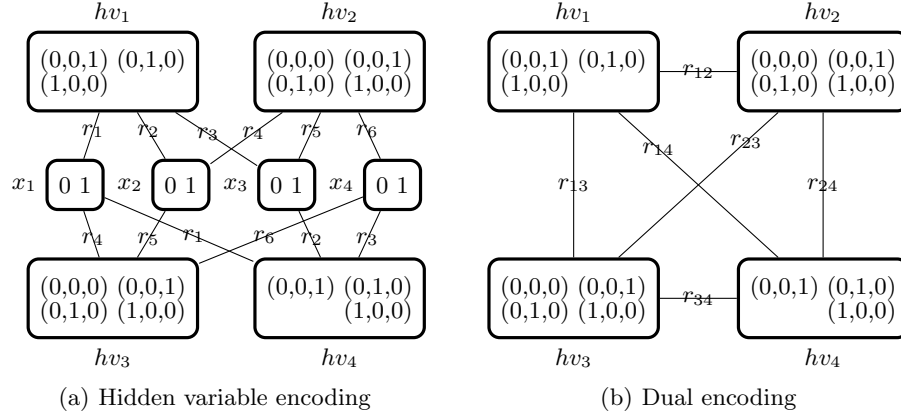 hv1 hv2 hv1 hv2
(0,0,1) (0,1,0) (0,0,0) (0,0,1) (0,0,1) (0,1,0) (0,0,0) (0,0,1)
(1,0,0) (0,1,0) (1,0,0) r12 (1,0,0) (0,1,0) (1,0,0)
r1 r2 r3 r4 r5 r6 r14 r23
x1 0 1 x2 0 1 x3 0 1 x4 0 1 r13 r24
r4 r5 r1 r6 r2 r3
(0,0,0) (0,0,1) (0,0,1) (0,1,0) (0,0,0) (0,0,1) (0,0,1) (0,1,0)
(0,1,0) (1,0,0) (1,0,0) r34 (0,1,0) (1,0,0) (1,0,0)
hv3 hv4 hv3 hv4
(a) Hidden variable encoding (b) Dual encoding